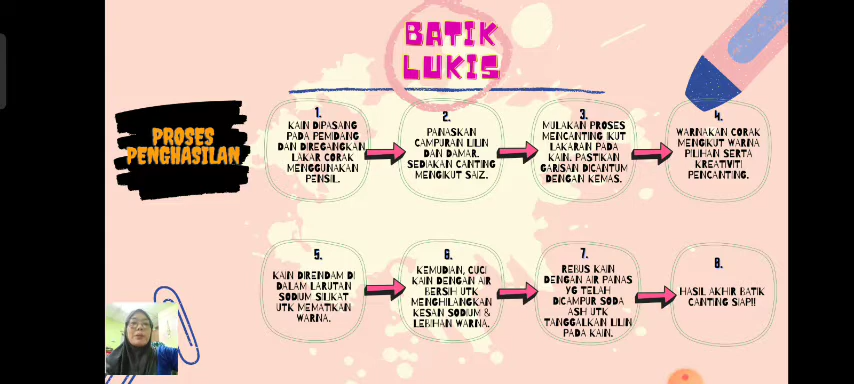 BATIK
LUKIS
PROSES
PENGHASILAN
1.
KAIN DIPASANG
PADA PEMIDANG
DAN DIREGANGKAN
LAKAR CORAK
MENGGUNAKAN
PENSIL.
2.
PANASKAN
CAMPURAN LILIN
DAN DAMAR.
SEDIAKAN CANTING
MENGIKUT SAIZ.
3.
MULAKAN PROSES
MENCANTING IKUT
LAKARAN PADA
KAIN. PASTIKAN
GARISAN DICANTUM
DENGAN KEMAS.
4.
WARNAKAN CORAK
MENGIKUT WARNA
PILIHAN SERTA
KREATIVITI
PENCANTING.
5.
KAIN DIRENDAM DI
DALAM LARUTAN
SODIUM SILIKAT
UTK MEMATIKAN
WARNA.
6.
KEMUDIAN, CUCI
KAIN DENGAN AIR
BERSIH UTK
MENGHILANGKAN
KESAN SODIUM &
LEBIHAN WARNA.
7.
REBUS KAIN
DENGAN AIR PANAS
YG TELAH
DICAMPUR SODA
ASH UTK
TANGGALKAN LILIN
PADA KAIN.
8.
HASIL AKHIR BATIK
CANTING SIAP!!